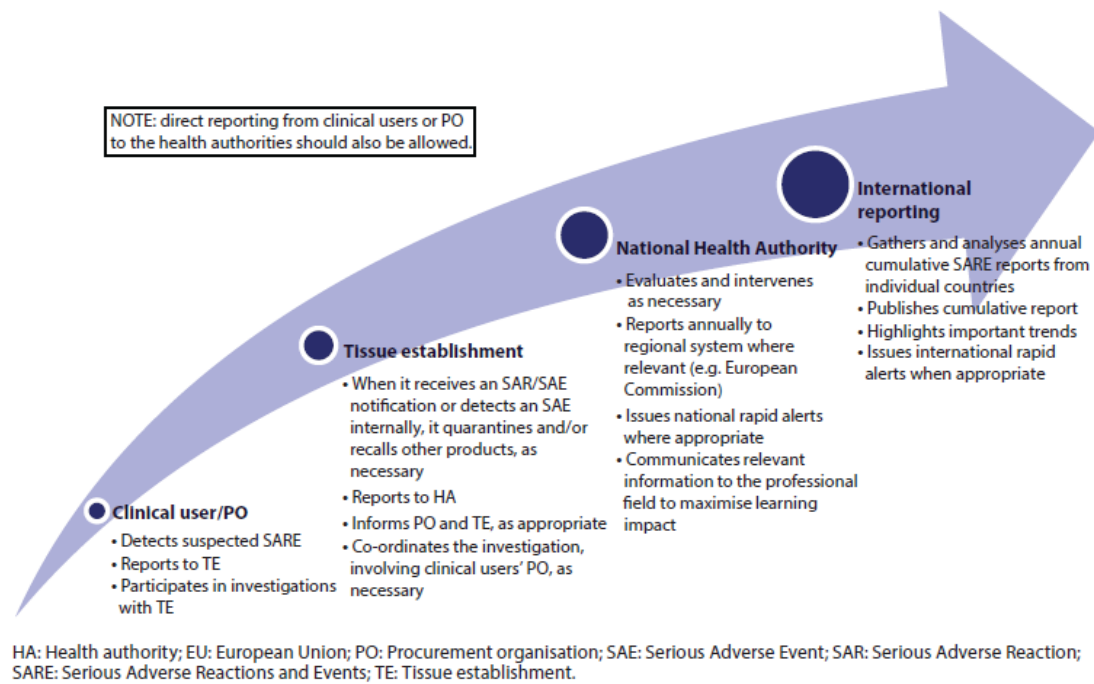 NOTE: direct reporting from clinical users or PO
to the health authorities should also be allowed.
International
reporting
• Gathers and analyses annual
cumulative SARE reports from
individual countries
• Publishes cumulative report
• Highlights important trends
• Issues international rapid
alerts when appropriate
National Health Authority
• Evaluates and intervenes
as necessary
• Reports annually to
regional system where
relevant (e.g. European
Commission)
• Issues national rapid alerts
where appropriate
• Communicates relevant
information to the professional
field to maximise learning
impact
Tissue establishment
• When it receives an SAR/SAE
notification or detects an SAE
internally, it quarantines and/or
recalls other products, as
necessary
• Reports to HA
• Informs PO and TE, as appropriate
• Co-ordinates the investigation,
involving clinical users’ PO, as
necessary
Clinical user/PO
• Detects suspected SARE
• Reports to TE
• Participates in investigations
with TE
HA: Health authority; EU: European Union; PO: Procurement organisation; SAE: Serious Adverse Event; SAR: Serious Adverse Reaction;
SARE: Serious Adverse Reactions and Events; TE: Tissue establishment.